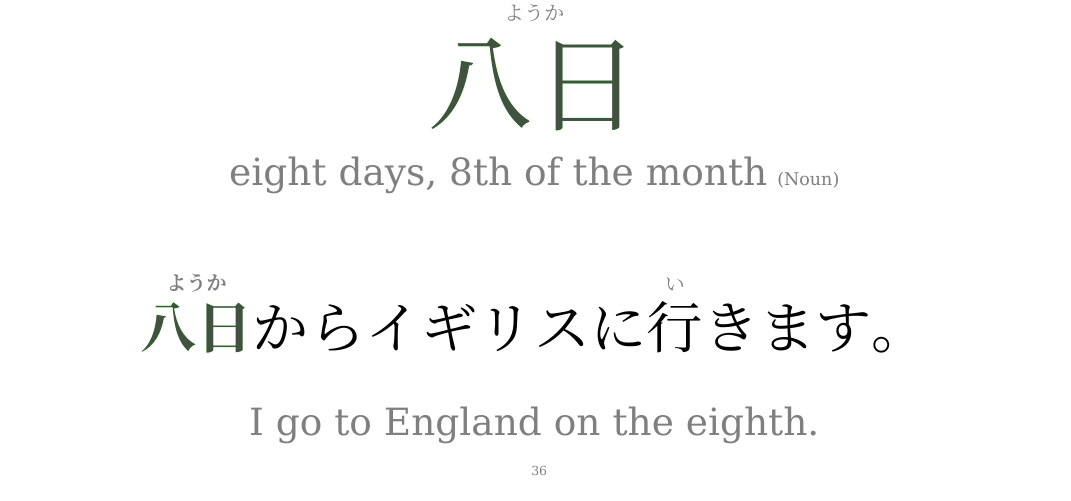 ようか
八日
eight days, 8th of the month (Noun)
ようか い
八日からイギリスに行きます。
I go to England on the eighth.
36